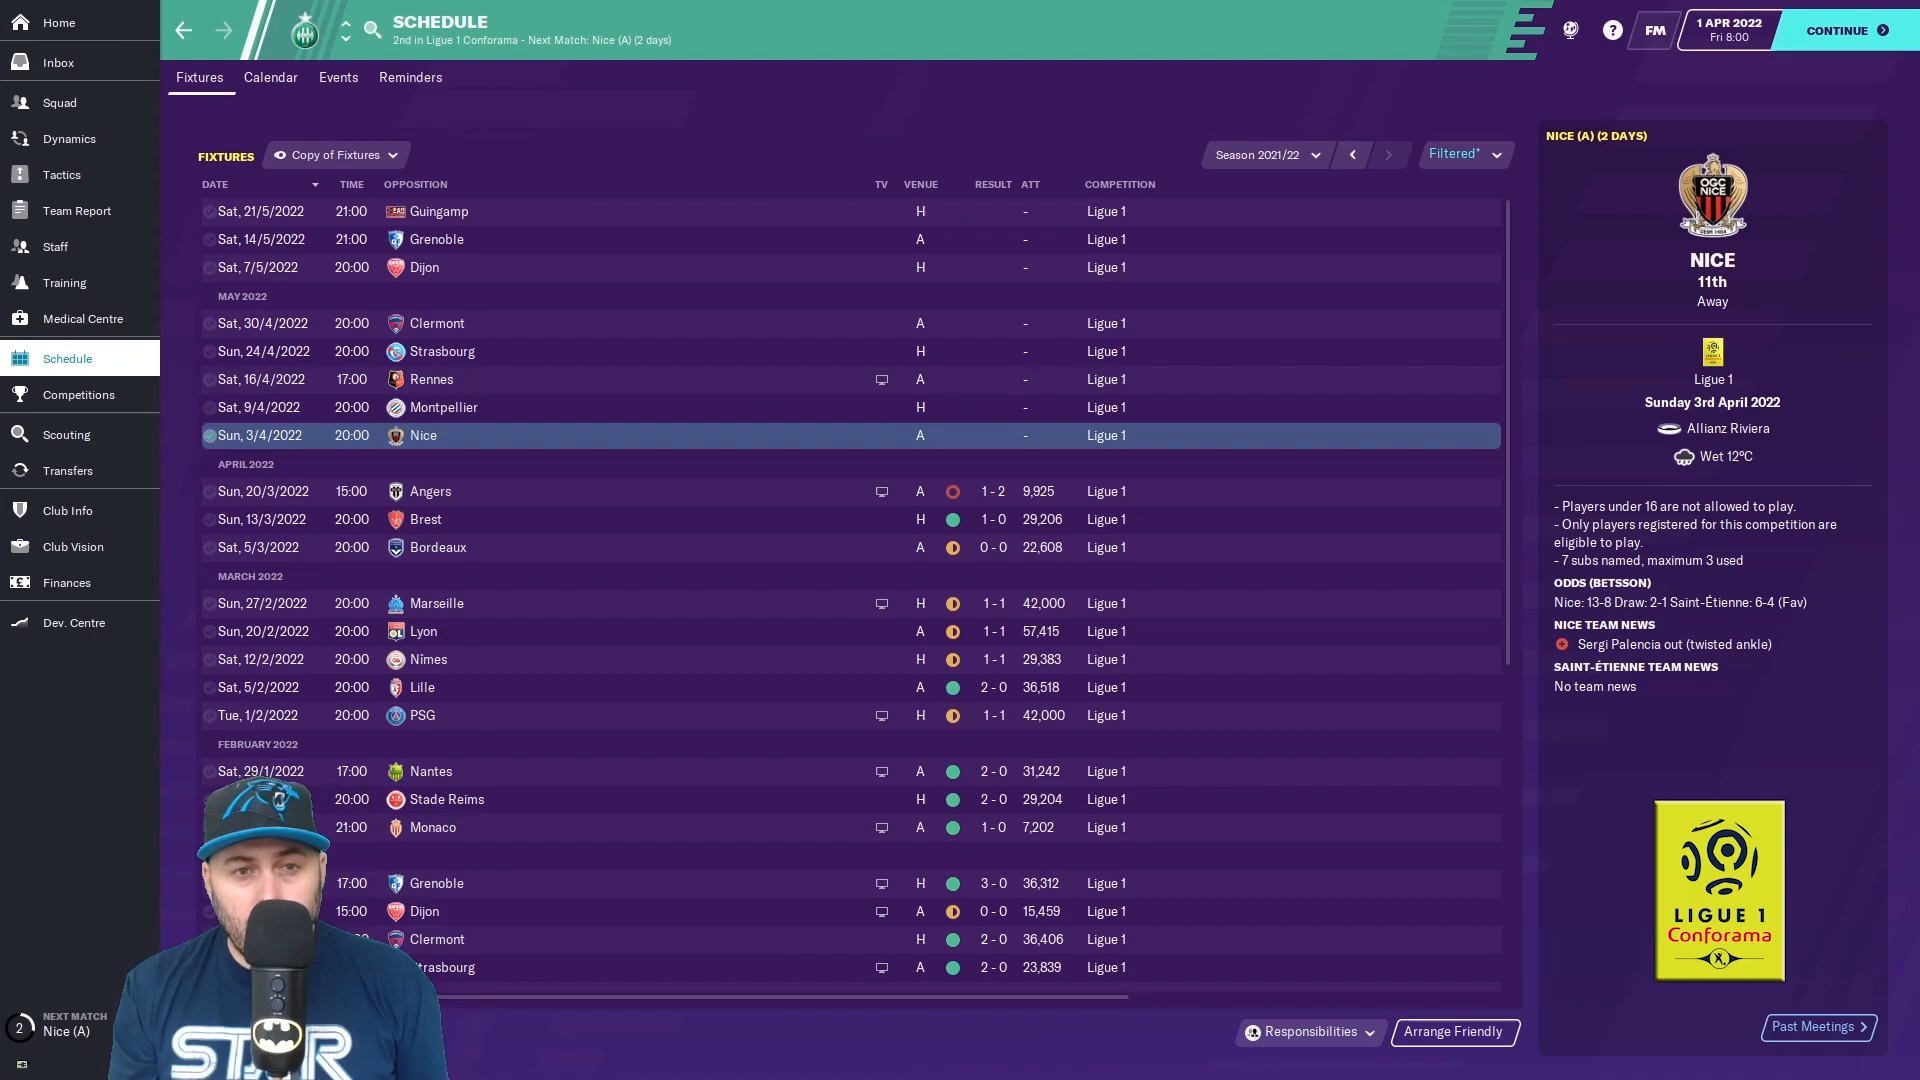 Home
Inbox
Squad
Dynamics
Tactics
Team Report
Staff
Training
Medical Centre
Schedule
Competitions
Scouting
Transfers
Club Info
Club Vision
Finances
Dev. Centre
2
NEXT MATCH
Nice (A)
SCHEDULE
2nd in Ligue 1 Conforama - Next Match: Nice (A) (2 days)
FM
1 APR 2022
Fri 8:00
CONTINUE
Fixtures Calendar Events Reminders
FIXTURES Copy of Fixtures Season 2021/22 Filtered*
DATE TIME OPPOSITION TV VENUE RESULT ATT COMPETITION
Sat, 21/5/2022 21:00 Guingamp H - Ligue 1
Sat, 14/5/2022 21:00 Grenoble A - Ligue 1
Sat, 7/5/2022 20:00 Dijon H - Ligue 1
MAY 2022
Sat, 30/4/2022 20:00 Clermont A - Ligue 1
Sun, 24/4/2022 20:00 Strasbourg H - Ligue 1
Sat, 16/4/2022 17:00 Rennes A - Ligue 1
Sat, 9/4/2022 20:00 Montpellier H - Ligue 1
Sun, 3/4/2022 20:00 Nice A - Ligue 1
APRIL 2022
Sun, 20/3/2022 15:00 Angers A 1 - 2 9,925 Ligue 1
Sun, 13/3/2022 20:00 Brest H 1 - 0 29,206 Ligue 1
Sat, 5/3/2022 20:00 Bordeaux A 0 - 0 22,608 Ligue 1
MARCH 2022
Sun, 27/2/2022 20:00 Marseille H 1 - 1 42,000 Ligue 1
Sun, 20/2/2022 20:00 Lyon A 1 - 1 57,415 Ligue 1
Sat, 12/2/2022 20:00 Nîmes H 1 - 1 29,383 Ligue 1
Sat, 5/2/2022 20:00 Lille A 2 - 0 36,518 Ligue 1
Tue, 1/2/2022 20:00 PSG H 1 - 1 42,000 Ligue 1
FEBRUARY 2022
Sat, 29/1/2022 17:00 Nantes A 2 - 0 31,242 Ligue 1
20:00 Stade Reims H 2 - 0 29,204 Ligue 1
21:00 Monaco A 1 - 0 7,202 Ligue 1
17:00 Grenoble H 3 - 0 36,312 Ligue 1
15:00 Dijon A 0 - 0 15,459 Ligue 1
Clermont H 2 - 0 36,406 Ligue 1
trasbourg A 2 - 0 23,839 Ligue 1
Responsibilities Arrange Friendly
NICE (A) (2 DAYS)
OGC
NICE
NICE
11th
Away
Ligue 1
Sunday 3rd April 2022
Allianz Riviera
Wet 12°C
- Players under 16 are not allowed to play.
- Only players registered for this competition are
eligible to play.
- 7 subs named, maximum 3 used
ODDS (BETSSON)
Nice: 13-8 Draw: 2-1 Saint-Étienne: 6-4 (Fav)
NICE TEAM NEWS
Sergi Palencia out (twisted ankle)
SAINT-ÉTIENNE TEAM NEWS
No team news
LIGUE 1
Conforama
Past Meetings
STAR